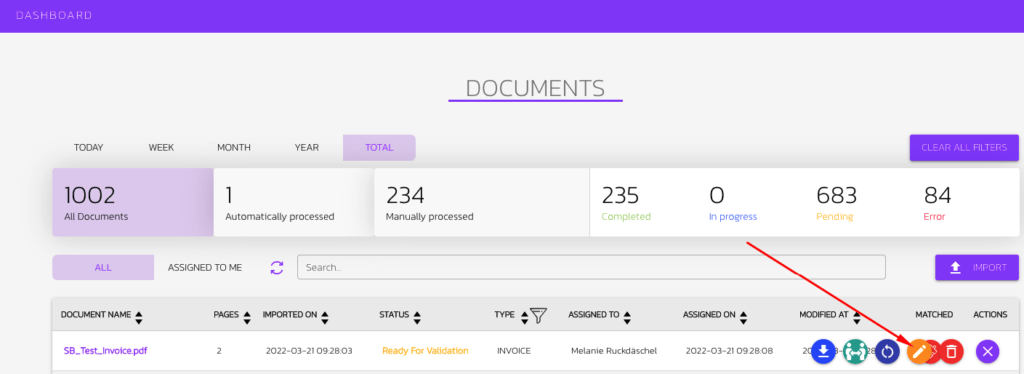 DASHBOARD
DOCUMENTS
TODAY WEEK MONTH YEAR TOTAL CLEAR ALL FILTERS
1002 1 234 235 0 683 84
All Documents Automatically processed Manually processed Completed In progress Pending Error
ALL ASSIGNED TO ME Search... IMPORT
DOCUMENT NAME PAGES IMPORTED ON STATUS TYPE ASSIGNED TO ASSIGNED ON MODIFIED AT MATCHED ACTIONS
SB_Test_Invoice.pdf 2 2022-03-21 09:28:03 Ready For Validation INVOICE Melanie Ruckdäschel 2022-03-21 09:28:08